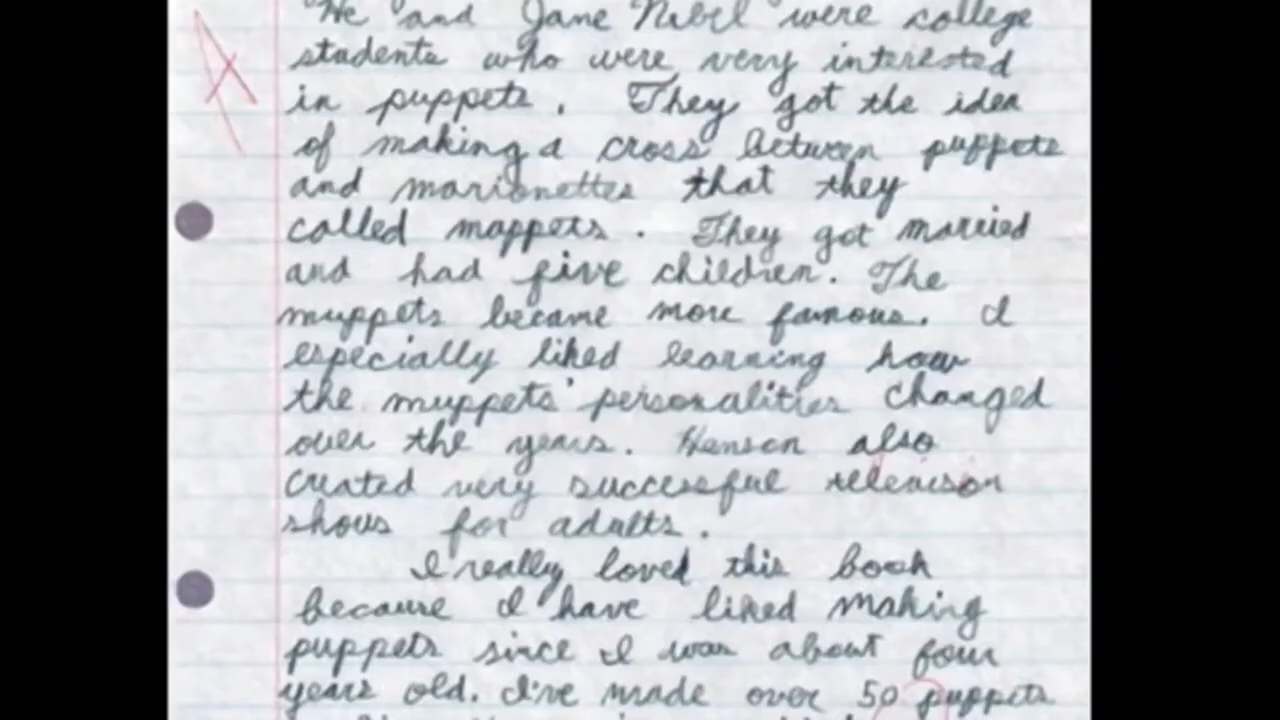 He and Jane Nebel were college
students who were very interested
in puppets. They got the idea
of making a cross between puppets
and marionettes that they
called mappets. They got married
and had five children. The
muppets became more famous. I
especially liked learning how
the muppets' personalities changed
over the years. Henson also
created very successful television
shows for adults.
I really loved this book
because I have liked making
puppets since I was about four
years old. I've made over 50 puppets